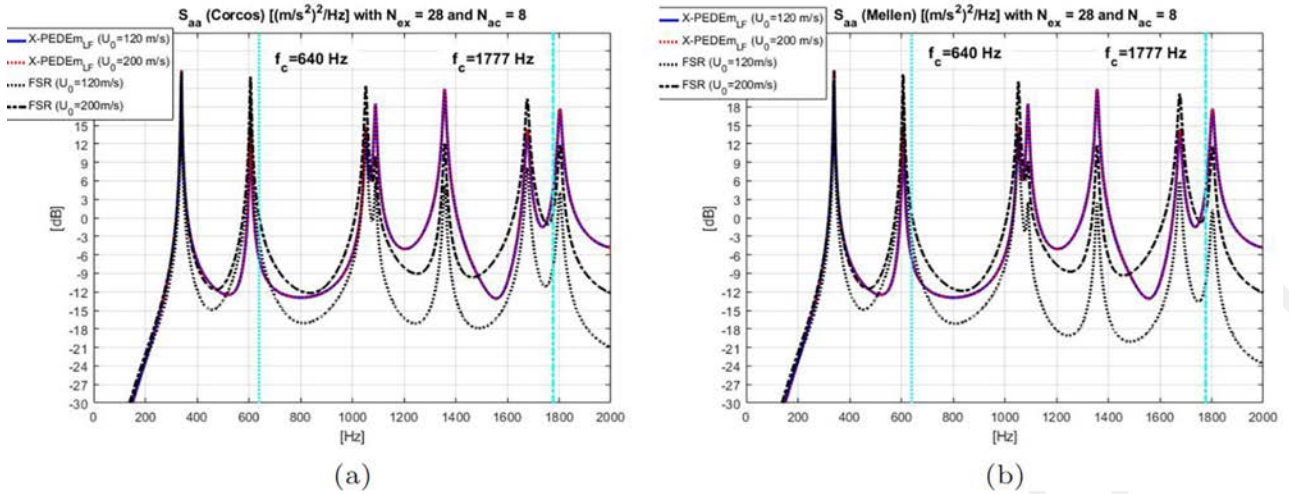 S_aa (Corcos) [(m/s²)²/Hz] with N_ex = 28 and N_ac = 8
X-PEDEm_LF (U_0=120 m/s)
X-PEDEm_LF (U_0=200 m/s)
FSR (U_0=120m/s)
FSR (U_0=200m/s)
f_c=640 Hz
f_c=1777 Hz
15
12
9
6
3
0
-3
-6
-9
-12
-15
-18
-21
-24
-27
-30
[dB]
0 200 400 600 800 1000 1200 1400 1600 1800 2000
[Hz]
(a)
S_aa (Mellen) [(m/s²)²/Hz] with N_ex = 28 and N_ac = 8
X-PEDEm_LF (U_0=120 m/s)
X-PEDEm_LF (U_0=200 m/s)
FSR (U_0=120 m/s)
FSR (U_0=200 m/s)
f_c=640 Hz
f_c=1777 Hz
18
15
12
9
6
3
0
-3
-6
-9
-12
-15
-18
-21
-24
-27
-30
[dB]
0 200 400 600 800 1000 1200 1400 1600 1800 2000
[Hz]
(b)